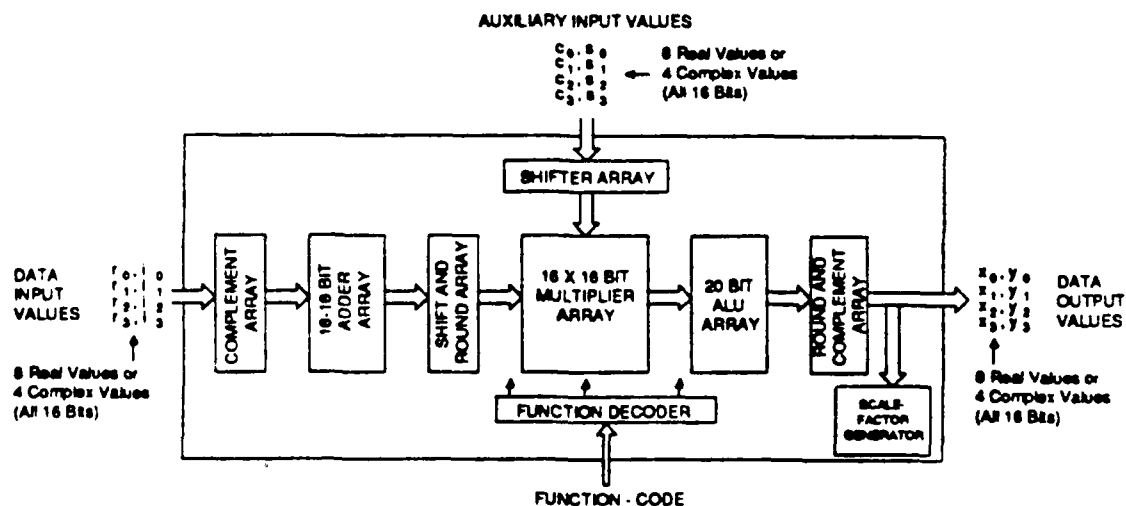 AUXILIARY INPUT VALUES
C0, S0
C1, S1
C2, S2
C3, S3
8 Real Values or
4 Complex Values
(All 16 Bits)
SHIFTER ARRAY
DATA
INPUT
VALUES
r0, i0
r1, i1
r2, i2
r3, i3
8 Real Values or
4 Complex Values
(All 16 Bits)
COMPLEMENT
ARRAY
16-18 BIT
ADDER
ARRAY
SHIFT AND
ROUND ARRAY
16 X 16 BIT
MULTIPLIER
ARRAY
20 BIT
ALU
ARRAY
ROUND AND
COMPLEMENT
ARRAY
x0, y0
x1, y1
x2, y2
x3, y3
DATA
OUTPUT
VALUES
8 Real Values or
4 Complex Values
(All 16 Bits)
FUNCTION DECODER
SCALE-
FACTOR
GENERATOR
FUNCTION - CODE